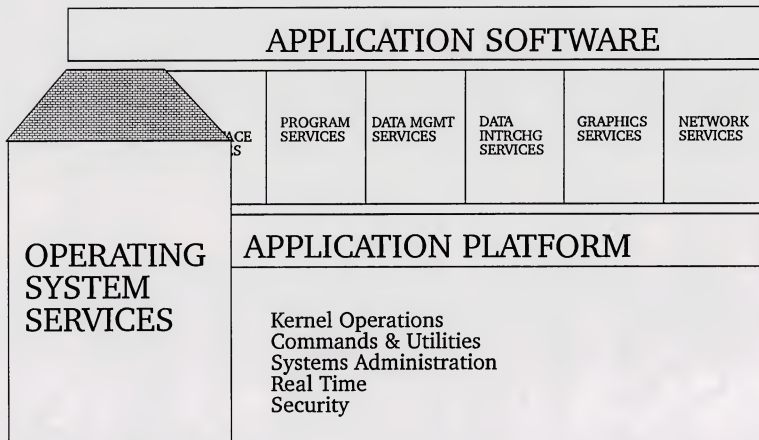 APPLICATION SOFTWARE
PROGRAM
SERVICES
DATA MGMT
SERVICES
DATA
INTRCHG
SERVICES
GRAPHICS
SERVICES
NETWORK
SERVICES
OPERATING
SYSTEM
SERVICES
APPLICATION PLATFORM
Kernel Operations
Commands & Utilities
Systems Administration
Real Time
Security